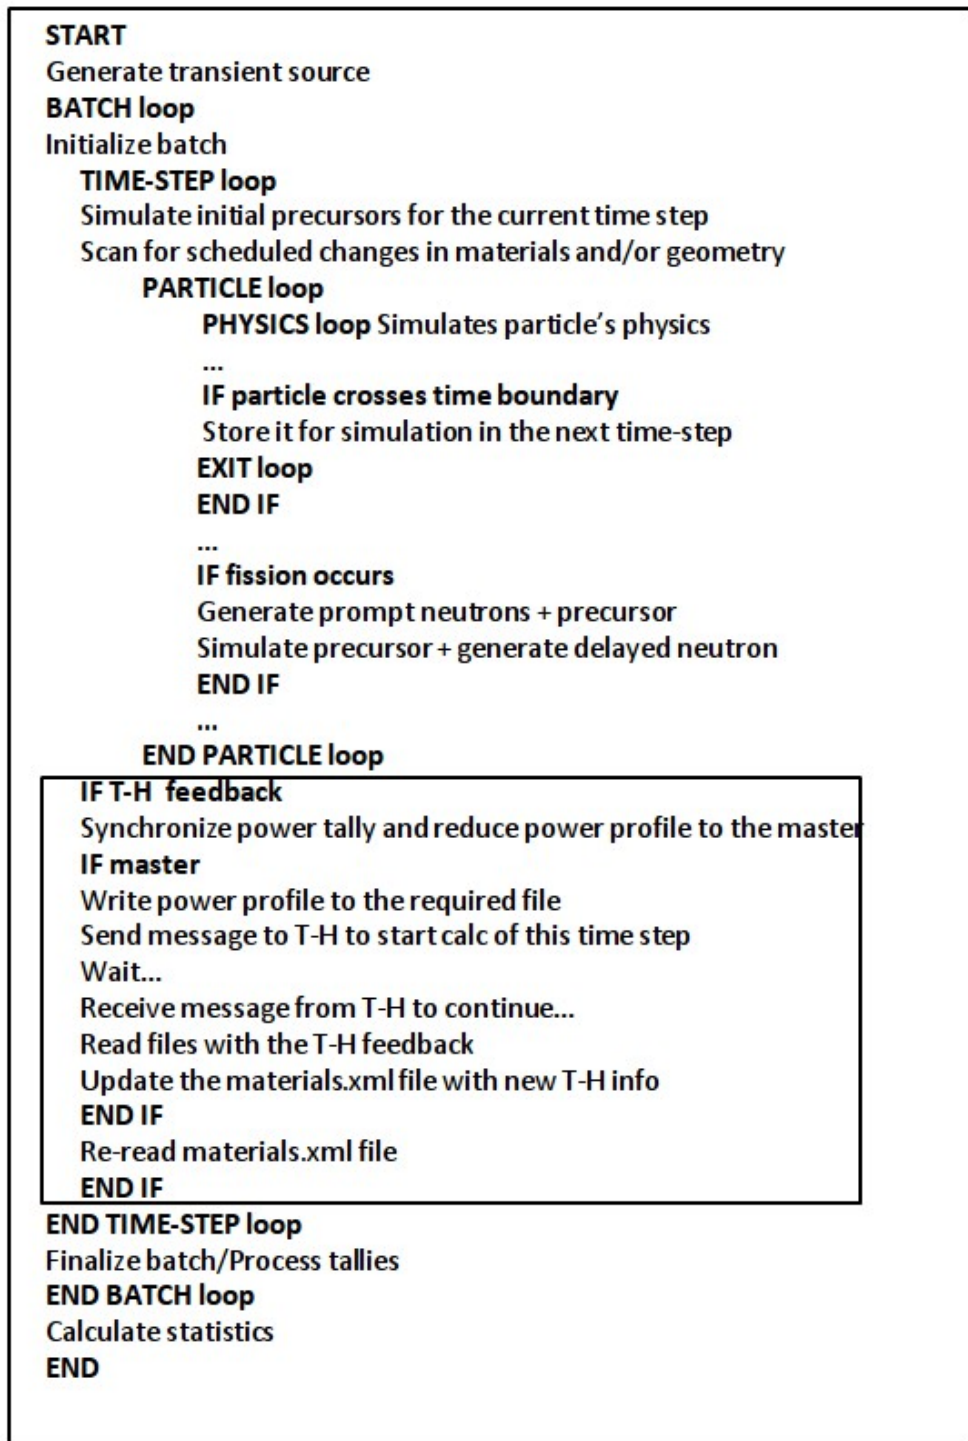 START
Generate transient source
BATCH loop
Initialize batch
TIME-STEP loop
Simulate initial precursors for the current time step
Scan for scheduled changes in materials and/or geometry
PARTICLE loop
PHYSICS loop Simulates particle's physics
...
IF particle crosses time boundary
Store it for simulation in the next time-step
EXIT loop
END IF
...
IF fission occurs
Generate prompt neutrons + precursor
Simulate precursor + generate delayed neutron
END IF
...
END PARTICLE loop
IF T-H feedback
Synchronize power tally and reduce power profile to the master
IF master
Write power profile to the required file
Send message to T-H to start calc of this time step
Wait...
Receive message from T-H to continue...
Read files with the T-H feedback
Update the materials.xml file with new T-H info
END IF
Re-read materials.xml file
END IF
END TIME-STEP loop
Finalize batch/Process tallies
END BATCH loop
Calculate statistics
END